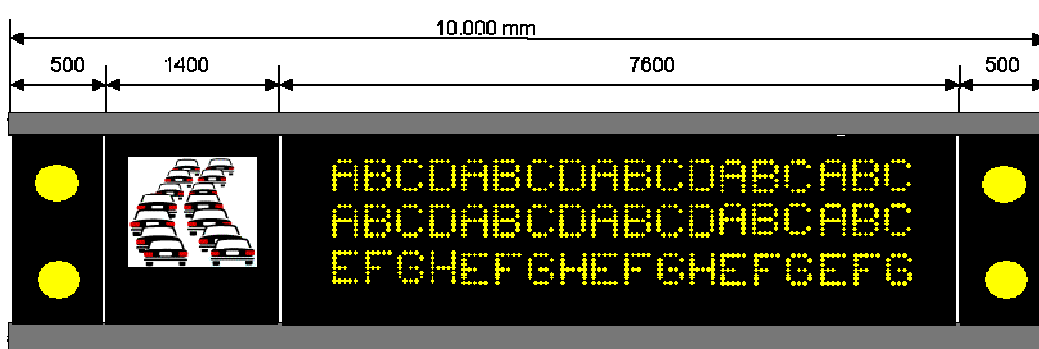 10.000 mm
500 1400 7600 500
ABCDABCDABCDABCABC
ABCDABCDABCDABCABC
EFGHEFGHEFGHEFGEFG